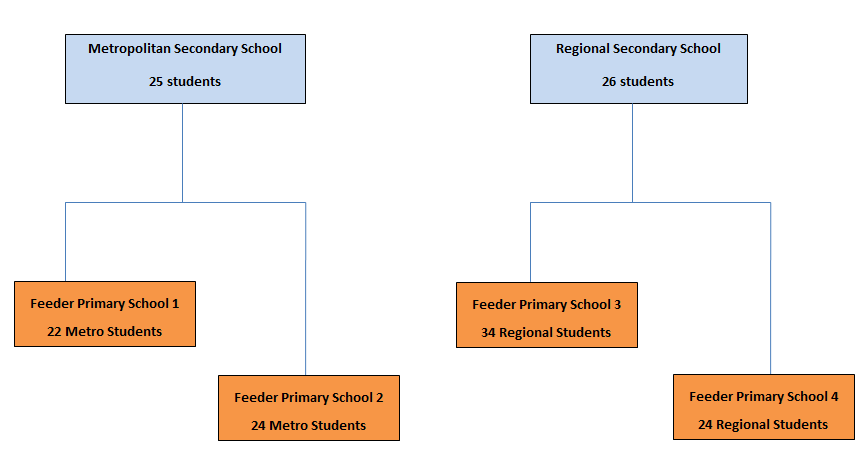 Metropolitan Secondary School
25 students
Regional Secondary School
26 students
Feeder Primary School 1
22 Metro Students
Feeder Primary School 2
24 Metro Students
Feeder Primary School 3
34 Regional Students
Feeder Primary School 4
24 Regional Students